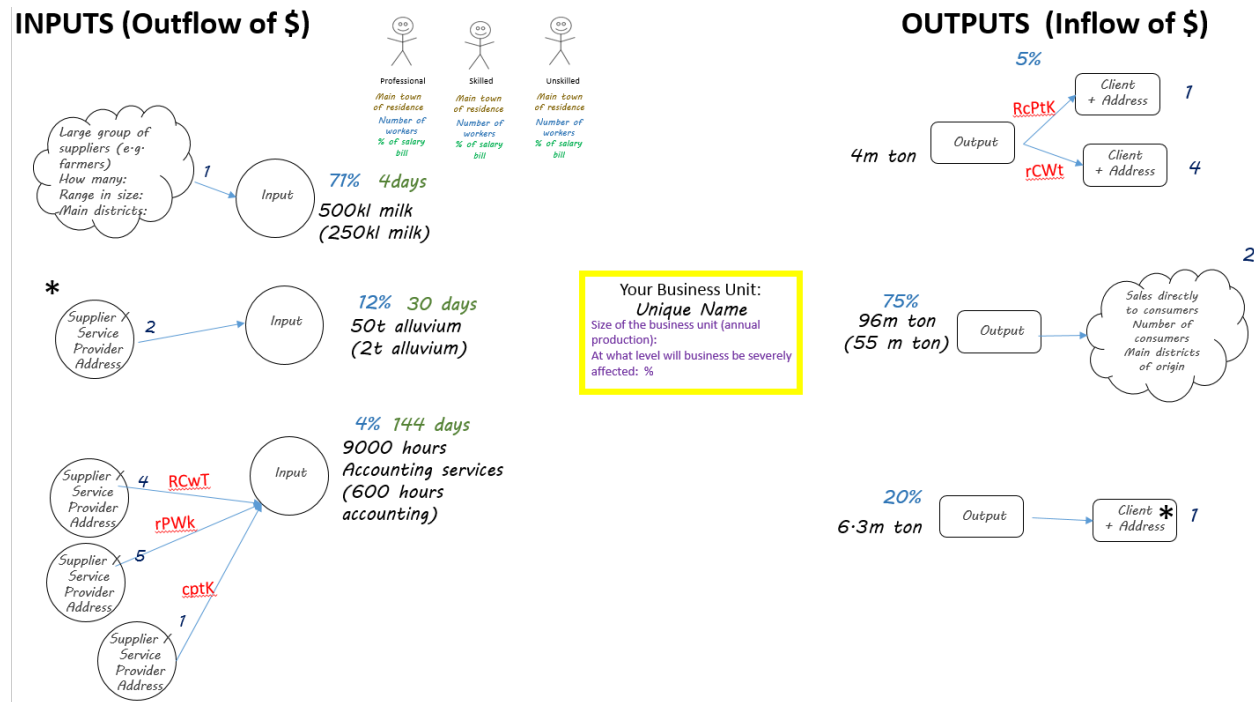 INPUTS (Outflow of $)
Professional
Main town
of residence
Number of
workers
% of salary
bill
Skilled
Main town
of residence
Number of
workers
% of salary
bill
Unskilled
Main town
of residence
Number of
workers
% of salary
bill
Large group of
suppliers (e.g.
farmers)
How many:
Range in size:
Main districts:
1
Input
71% 4days
500kl milk
(250kl milk)
*
Supplier /
Service
Provider
Address
2
Input
12% 30 days
50t alluvium
(2t alluvium)
Supplier /
Service
Provider
Address
4
RCwT
Supplier /
Service
Provider
Address
5
rPWk
Supplier /
Service
Provider
Address
1
cptK
Input
4% 144 days
9000 hours
Accounting services
(600 hours
accounting)
Your Business Unit:
Unique Name
Size of the business unit (annual
production):
At what level will business be severely
affected: %
OUTPUTS (Inflow of $)
5%
4m ton
Output
RcPtK
Client
+ Address
1
rCWt
Client
+ Address
4
75%
96m ton
(55 m ton)
Output
Sales directly
to consumers
Number of
consumers
Main districts
of origin
2
20%
6.3m ton
Output
Client *
+ Address
1